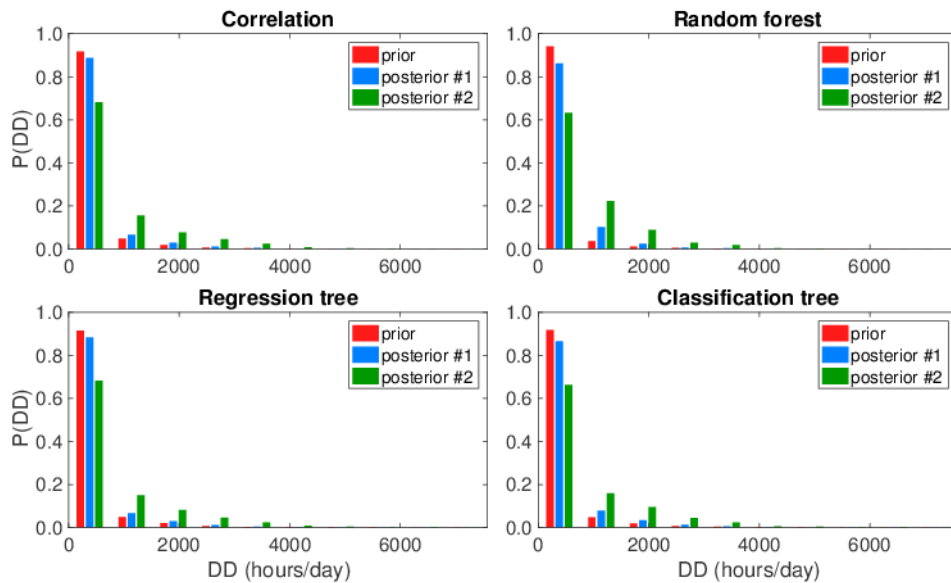 Correlation
P(DD)
1.0
0.8
0.6
0.4
0.2
0.0
0
2000
4000
6000
prior
posterior #1
posterior #2
Random forest
1.0
0.8
0.6
0.4
0.2
0.0
0
2000
4000
6000
prior
posterior #1
posterior #2
Regression tree
P(DD)
1.0
0.8
0.6
0.4
0.2
0.0
0
2000
4000
6000
DD (hours/day)
prior
posterior #1
posterior #2
Classification tree
1.0
0.8
0.6
0.4
0.2
0.0
0
2000
4000
6000
DD (hours/day)
prior
posterior #1
posterior #2